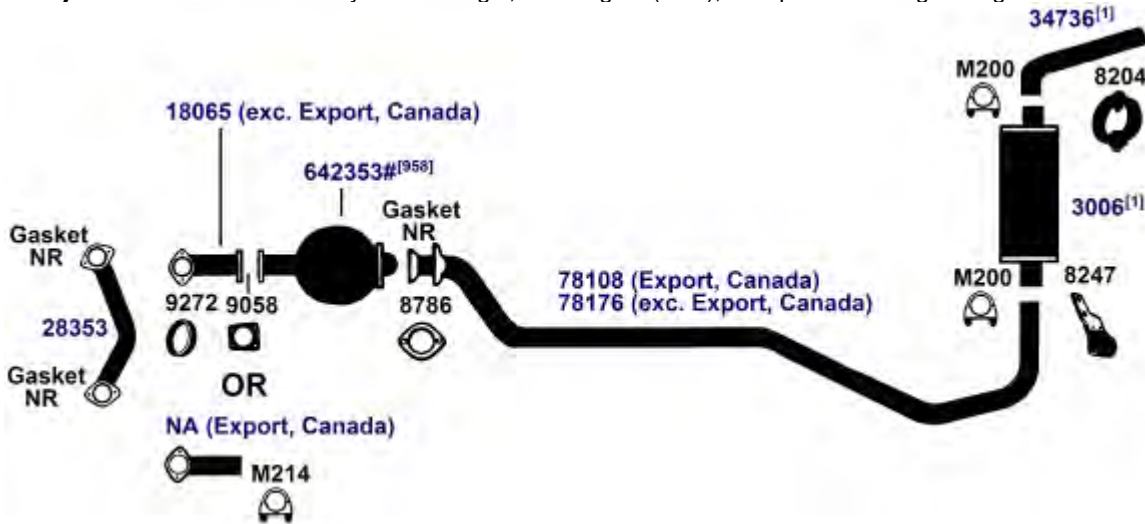 34736[1]
M200
8204
18065 (exc. Export, Canada)
642353#[958]
Gasket
NR
Gasket
NR
3006[1]
78108 (Export, Canada)
78176 (exc. Export, Canada)
M200
8247
9272
9058
8786
28353
Gasket
NR
OR
NA (Export, Canada)
M214